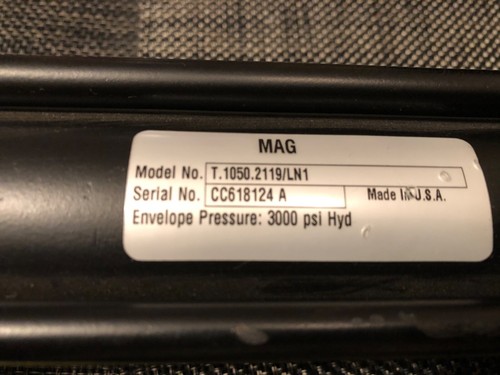 MAG
Model No. T.1050.2119/LN1
Serial No. CC618124 A Made In U.S.A.
Envelope Pressure: 3000 psi Hyd